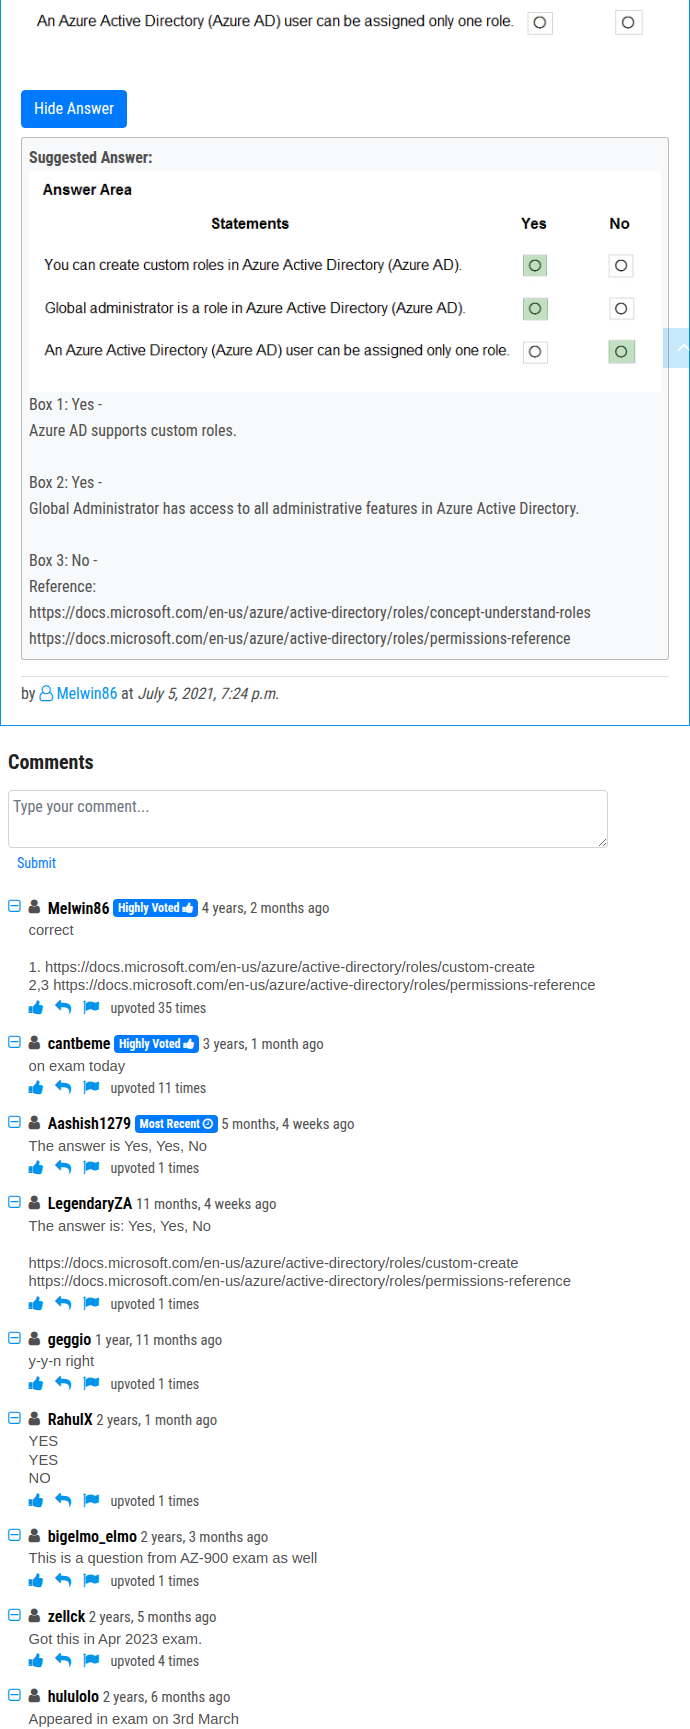 An Azure Active Directory (Azure AD) user can be assigned only one role.
Hide Answer
Suggested Answer:
Answer Area
Statements Yes No
You can create custom roles in Azure Active Directory (Azure AD).
Global administrator is a role in Azure Active Directory (Azure AD).
An Azure Active Directory (Azure AD) user can be assigned only one role.
Box 1: Yes -
Azure AD supports custom roles.
Box 2: Yes -
Global Administrator has access to all administrative features in Azure Active Directory.
Box 3: No -
Reference:
https://docs.microsoft.com/en-us/azure/active-directory/roles/concept-understand-roles
https://docs.microsoft.com/en-us/azure/active-directory/roles/permissions-reference
by Melwin86 at July 5, 2021, 7:24 p.m.
Comments
Type your comment...
Submit
Melwin86 Highly Voted 4 years, 2 months ago
correct
1. https://docs.microsoft.com/en-us/azure/active-directory/roles/custom-create
2,3 https://docs.microsoft.com/en-us/azure/active-directory/roles/permissions-reference
upvoted 35 times
cantbeme Highly Voted 3 years, 1 month ago
on exam today
upvoted 11 times
Aashish1279 Most Recent 5 months, 4 weeks ago
The answer is Yes, Yes, No
upvoted 1 times
LegendaryZA 11 months, 4 weeks ago
The answer is: Yes, Yes, No
https://docs.microsoft.com/en-us/azure/active-directory/roles/custom-create
https://docs.microsoft.com/en-us/azure/active-directory/roles/permissions-reference
upvoted 1 times
geggio 1 year, 11 months ago
y-y-n right
upvoted 1 times
RahulX 2 years, 1 month ago
YES
YES
NO
upvoted 1 times
bigelmo_elmo 2 years, 3 months ago
This is a question from AZ-900 exam as well
upvoted 1 times
zellck 2 years, 5 months ago
Got this in Apr 2023 exam.
upvoted 4 times
hulululo 2 years, 6 months ago
Appeared in exam on 3rd March